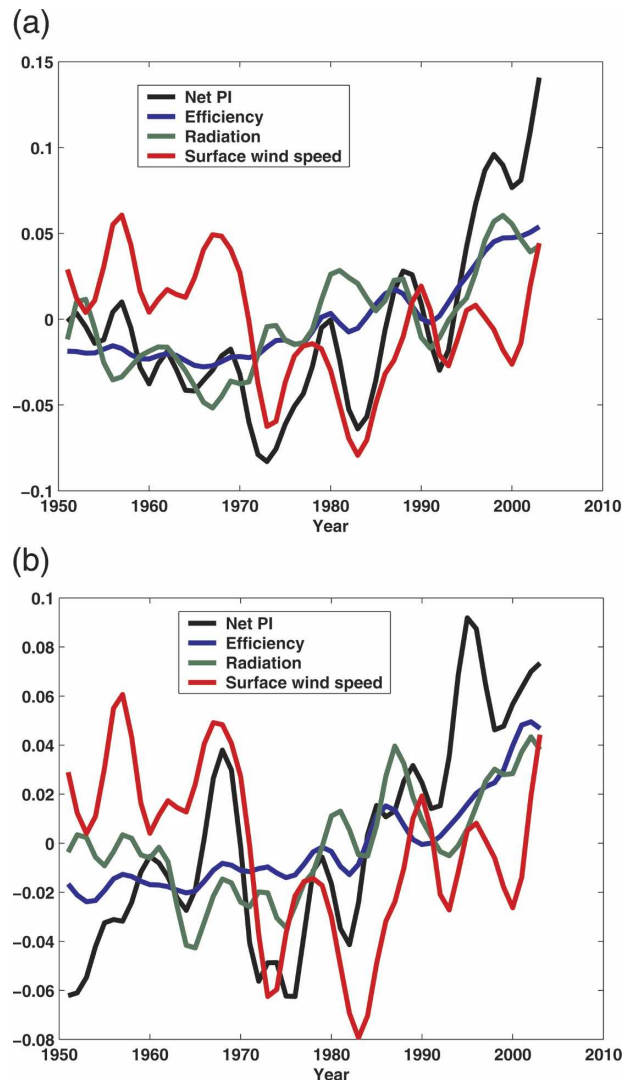 (a)
0.15
0.1
0.05
0
−0.05
−0.1
Net PI
Efficiency
Radiation
Surface wind speed
1950 1960 1970 1980 1990 2000 2010
Year
(b)
0.1
0.08
0.06
0.04
0.02
0
−0.02
−0.04
−0.06
−0.08
Net PI
Efficiency
Radiation
Surface wind speed
1950 1960 1970 1980 1990 2000 2010
Year